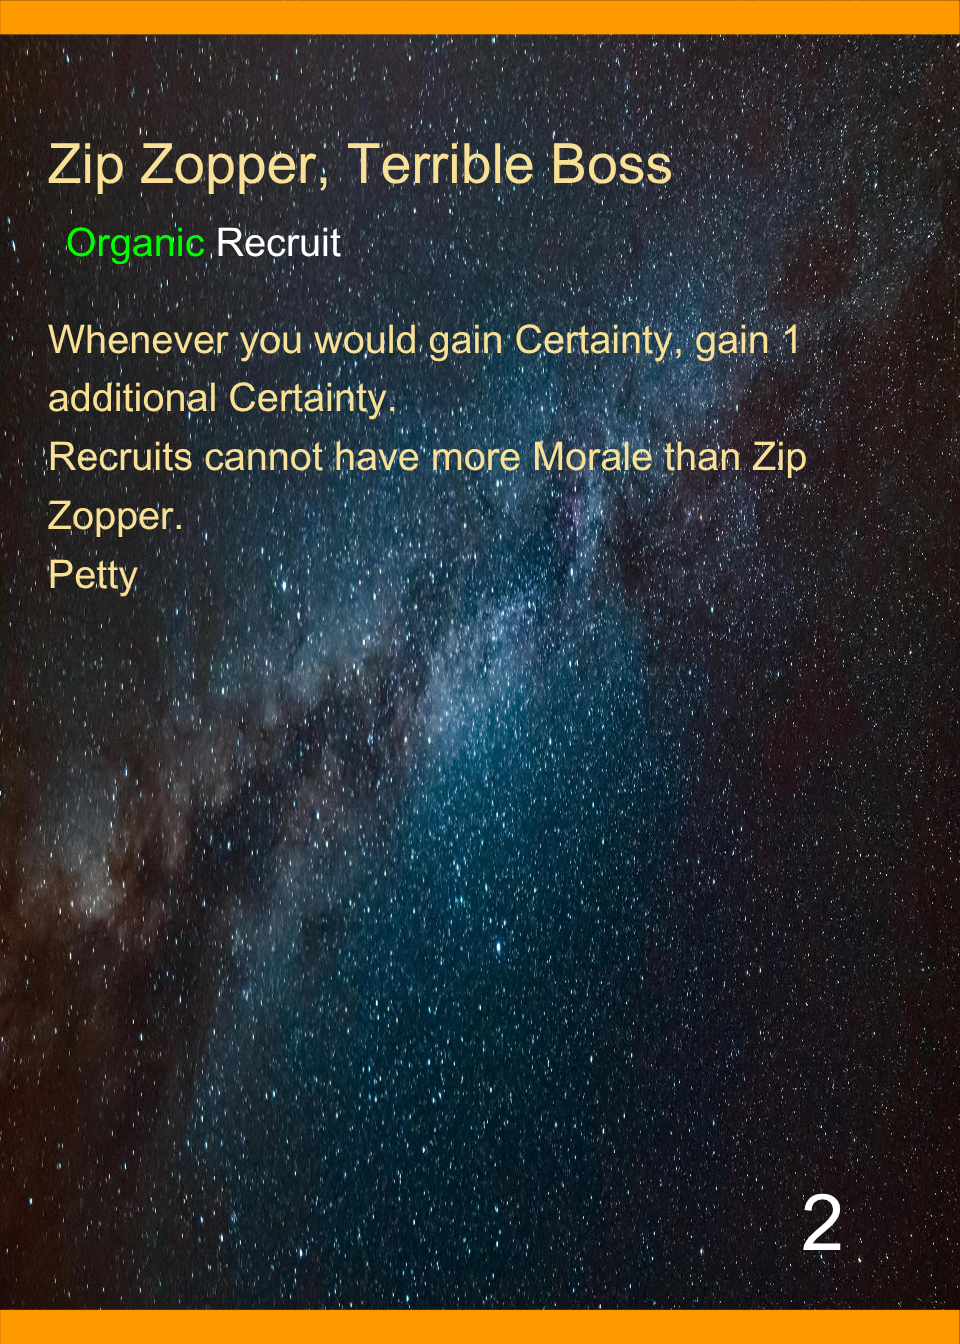 Zip Zopper, Terrible Boss
Organic Recruit
Whenever you would gain Certainty, gain 1
additional Certainty.
Recruits cannot have more Morale than Zip
Zopper.
Petty
2